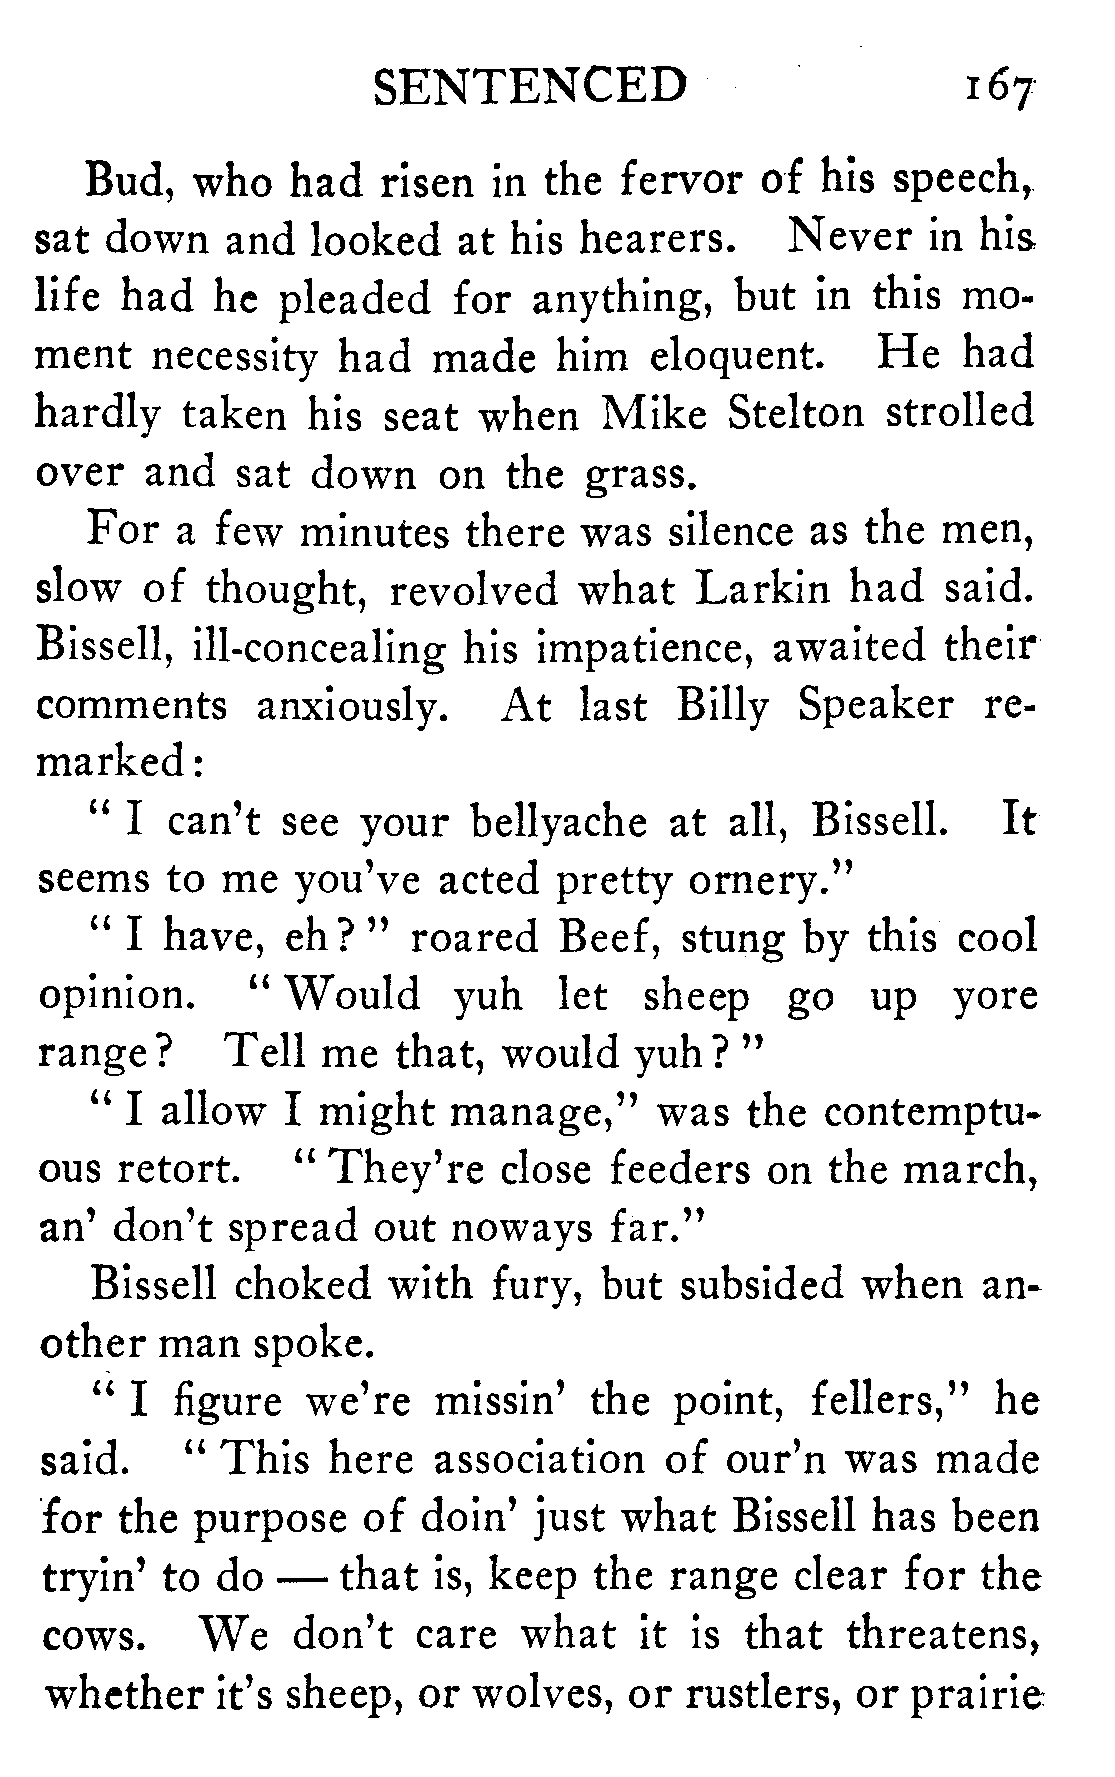 SENTENCED 167
Bud, who had risen in the fervor of his speech,
sat down and looked at his hearers. Never in his
life had he pleaded for anything, but in this mo-
ment necessity had made him eloquent. He had
hardly taken his seat when Mike Stelton strolled
over and sat down on the grass.
For a few minutes there was silence as the men,
slow of thought, revolved what Larkin had said.
Bissell, ill-concealing his impatience, awaited their
comments anxiously. At last Billy Speaker re-
marked:
" I can't see your bellyache at all, Bissell. It
seems to me you've acted pretty ornery."
" I have, eh? " roared Beef, stung by this cool
opinion. " Would yuh let sheep go up yore
range? Tell me that, would yuh? "
" I allow I might manage," was the contemptu-
ous retort. " They're close feeders on the march,
an' don't spread out noways far."
Bissell choked with fury, but subsided when an-
other man spoke.
" I figure we're missin' the point, fellers," he
said. " This here association of our'n was made
for the purpose of doin' just what Bissell has been
tryin' to do — that is, keep the range clear for the
cows. We don't care what it is that threatens,
whether it's sheep, or wolves, or rustlers, or prairie